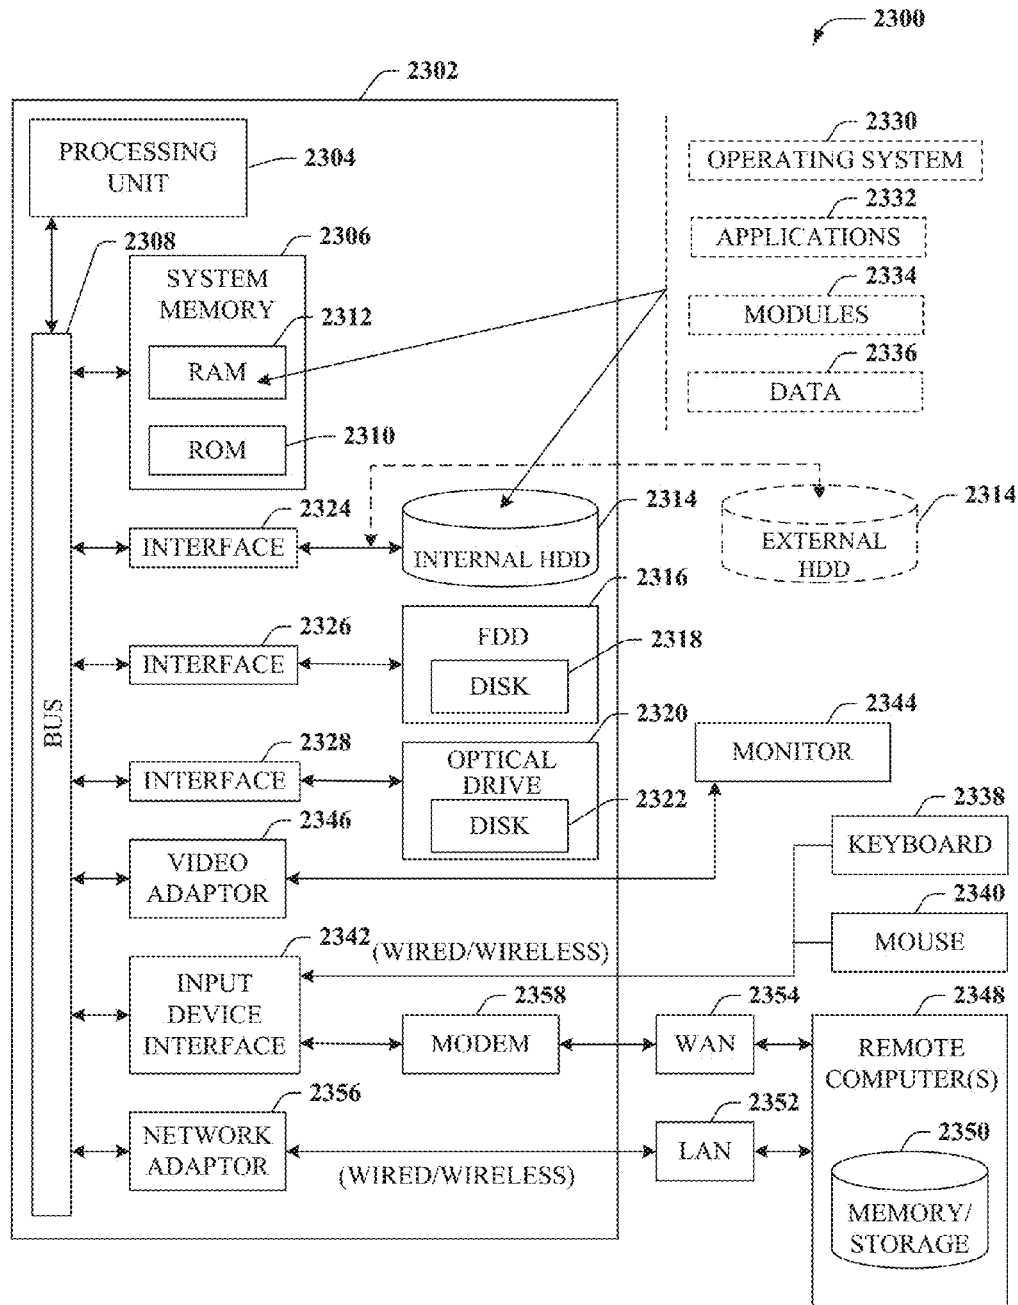 2300
2302
PROCESSING
UNIT
2304
2330
OPERATING SYSTEM
2332
APPLICATIONS
2334
MODULES
2336
DATA
2308
BUS
2306
SYSTEM
MEMORY
2312
RAM
2310
ROM
2324
INTERFACE
2314
INTERNAL HDD
2314
EXTERNAL
HDD
2326
INTERFACE
2316
FDD
2318
DISK
2328
INTERFACE
2320
OPTICAL
DRIVE
2322
DISK
2344
MONITOR
2346
VIDEO
ADAPTOR
2338
KEYBOARD
2340
MOUSE
2342
(WIRED/WIRELESS)
INPUT
DEVICE
INTERFACE
2358
MODEM
2354
WAN
2348
REMOTE
COMPUTER(S)
2356
NETWORK
ADAPTOR
(WIRED/WIRELESS)
2352
LAN
2350
MEMORY/
STORAGE